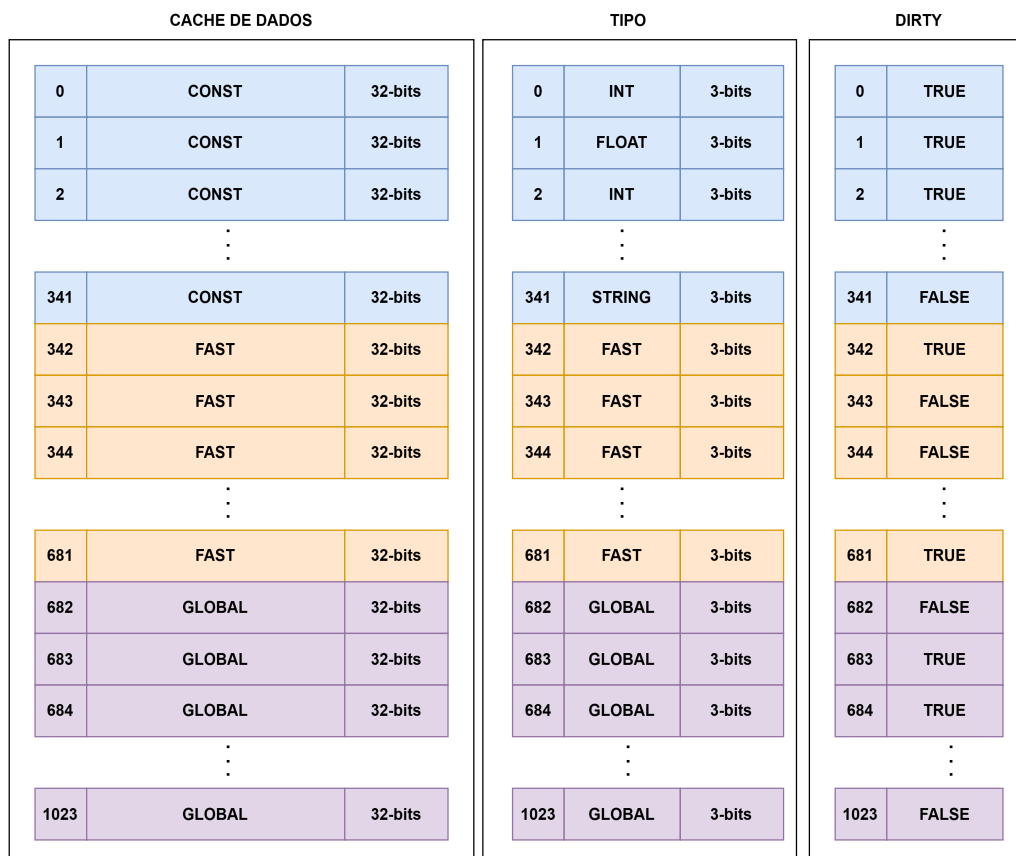 CACHE DE DADOS TIPO DIRTY
0 CONST 32-bits 0 INT 3-bits 0 TRUE
1 CONST 32-bits 1 FLOAT 3-bits 1 TRUE
2 CONST 32-bits 2 INT 3-bits 2 TRUE
341 CONST 32-bits 341 STRING 3-bits 341 FALSE
342 FAST 32-bits 342 FAST 3-bits 342 TRUE
343 FAST 32-bits 343 FAST 3-bits 343 FALSE
344 FAST 32-bits 344 FAST 3-bits 344 FALSE
681 FAST 32-bits 681 FAST 3-bits 681 TRUE
682 GLOBAL 32-bits 682 GLOBAL 3-bits 682 FALSE
683 GLOBAL 32-bits 683 GLOBAL 3-bits 683 TRUE
684 GLOBAL 32-bits 684 GLOBAL 3-bits 684 TRUE
1023 GLOBAL 32-bits 1023 GLOBAL 3-bits 1023 FALSE